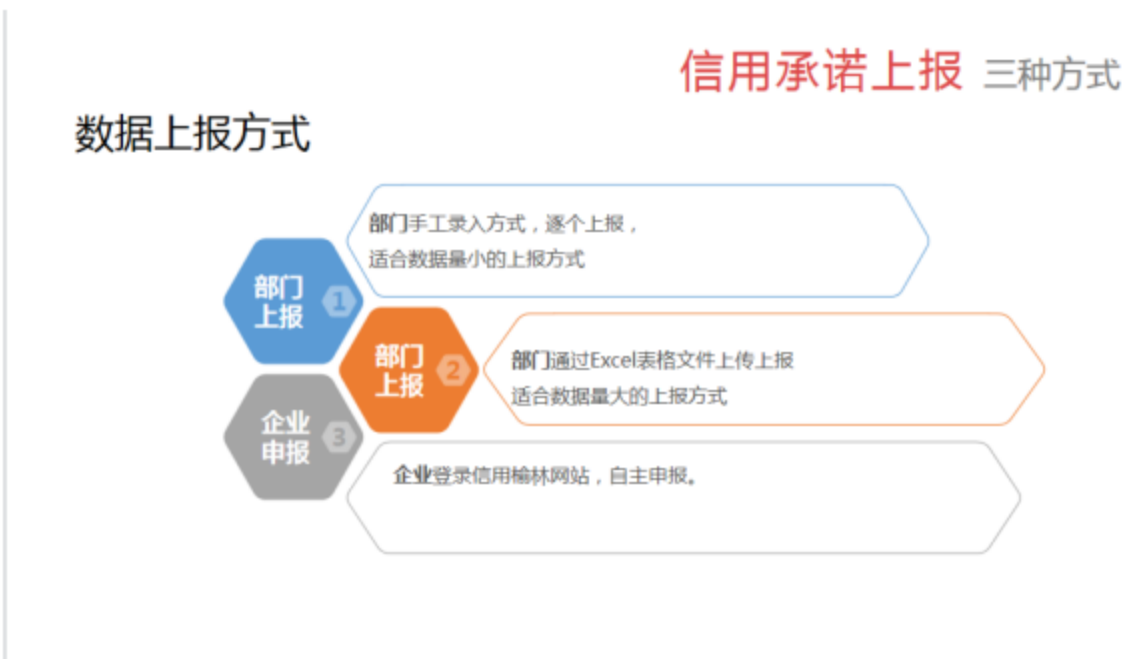 信用承诺上报 三种方式
数据上报方式
部门手工录入方式，逐个上报，
适合数据量小的上报方式
部门
上报
1
部门
上报
2
部门通过Excel表格文件上传上报
适合数据量大的上报方式
企业
申报
3
企业登录信用榆林网站，自主申报。